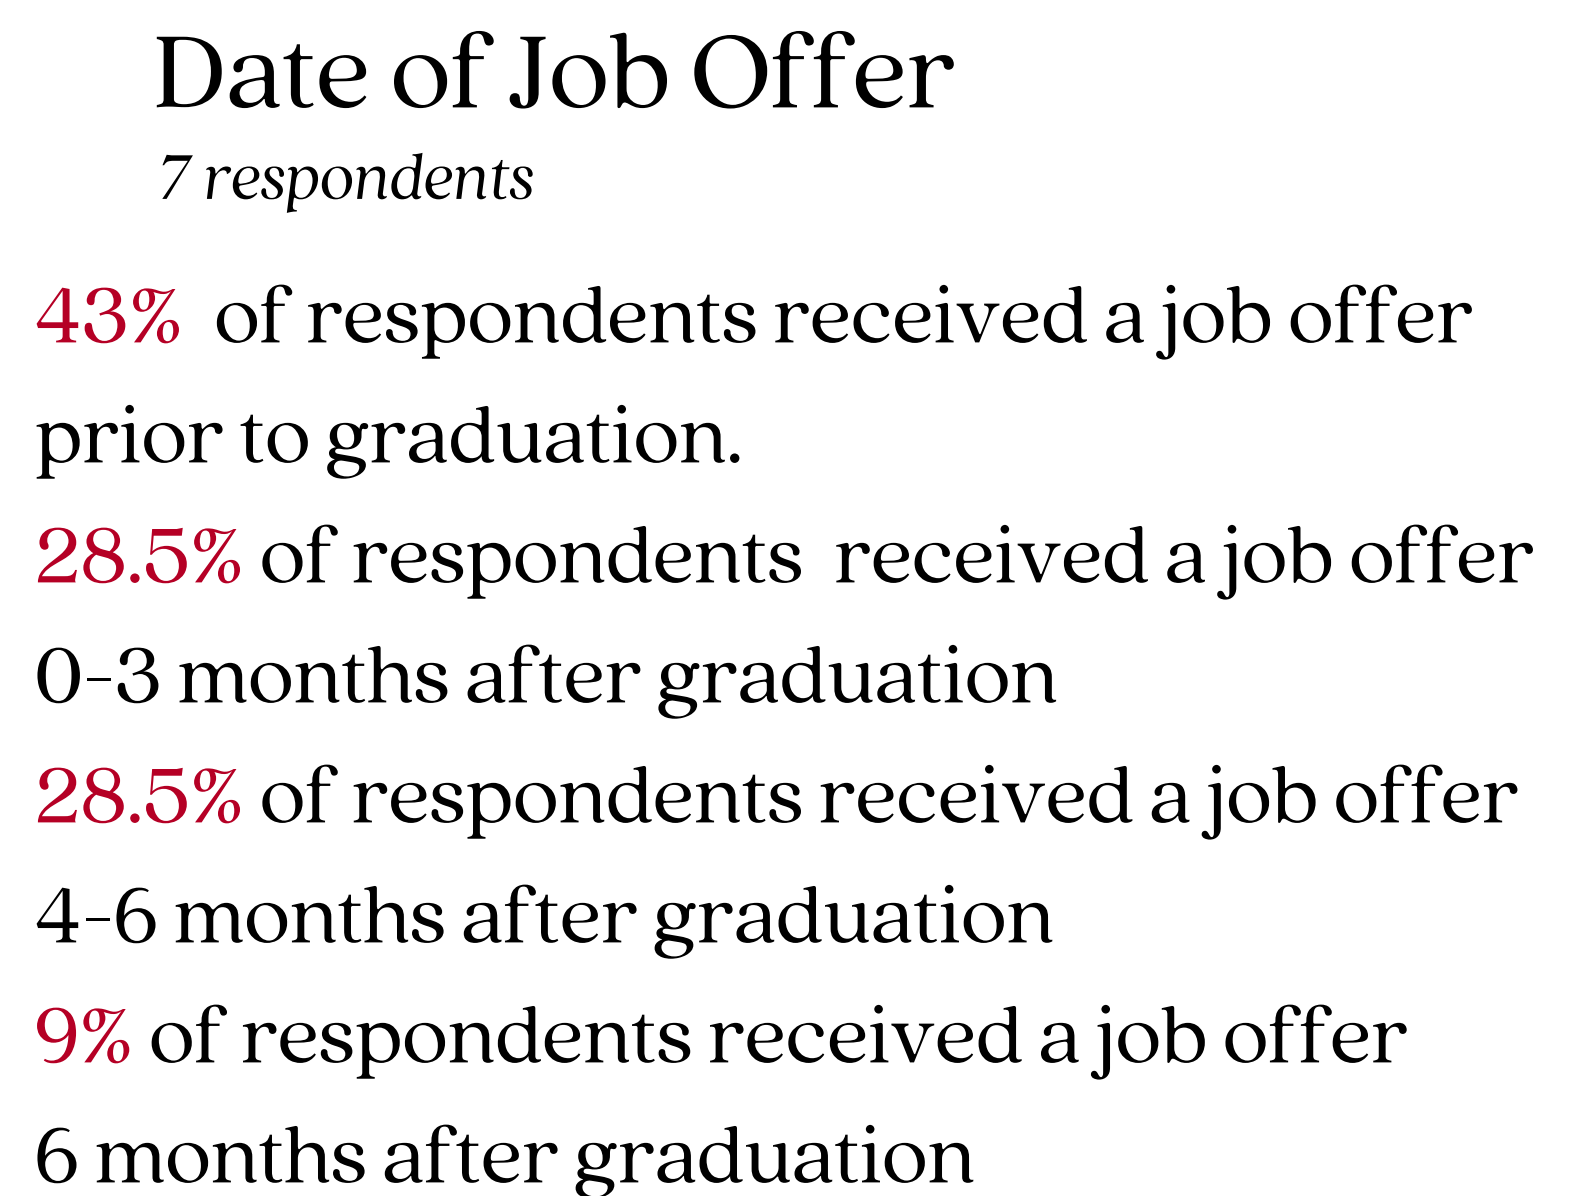 Date of Job Offer
7 respondents
43% of respondents received a job offer
prior to graduation.
28.5% of respondents received a job offer
0-3 months after graduation
28.5% of respondents received a job offer
4-6 months after graduation
9% of respondents received a job offer
6 months after graduation